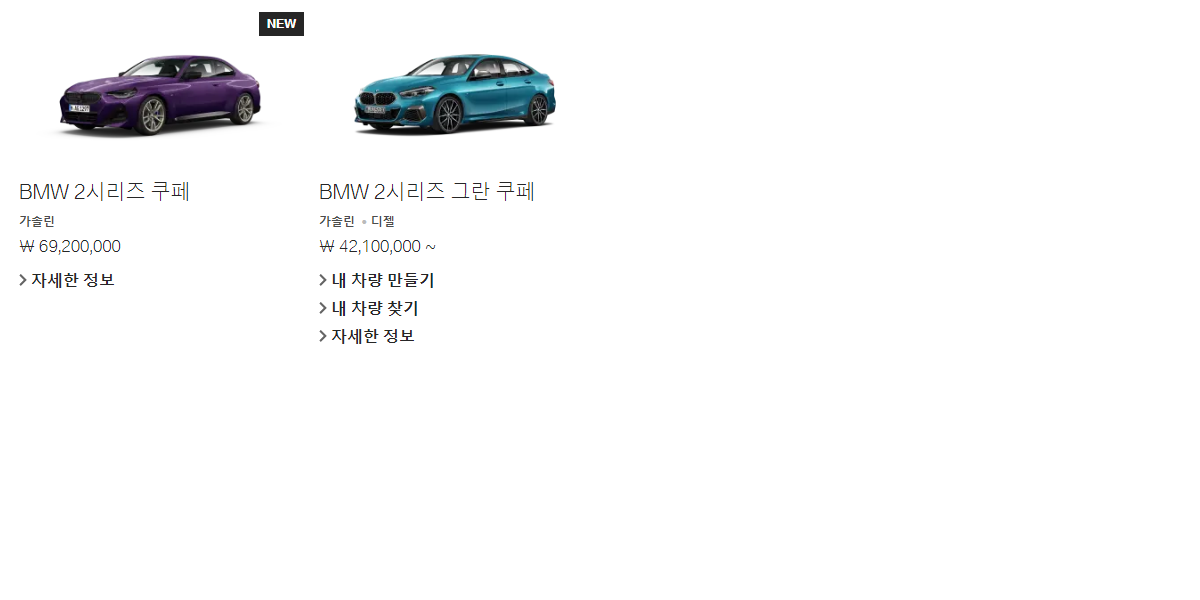 NEW
BMW 2시리즈 쿠페
가솔린
₩ 69,200,000
자세한 정보
BMW 2시리즈 그란 쿠페
가솔린 • 디젤
₩ 42,100,000 ~
내 차량 만들기
내 차량 찾기
자세한 정보